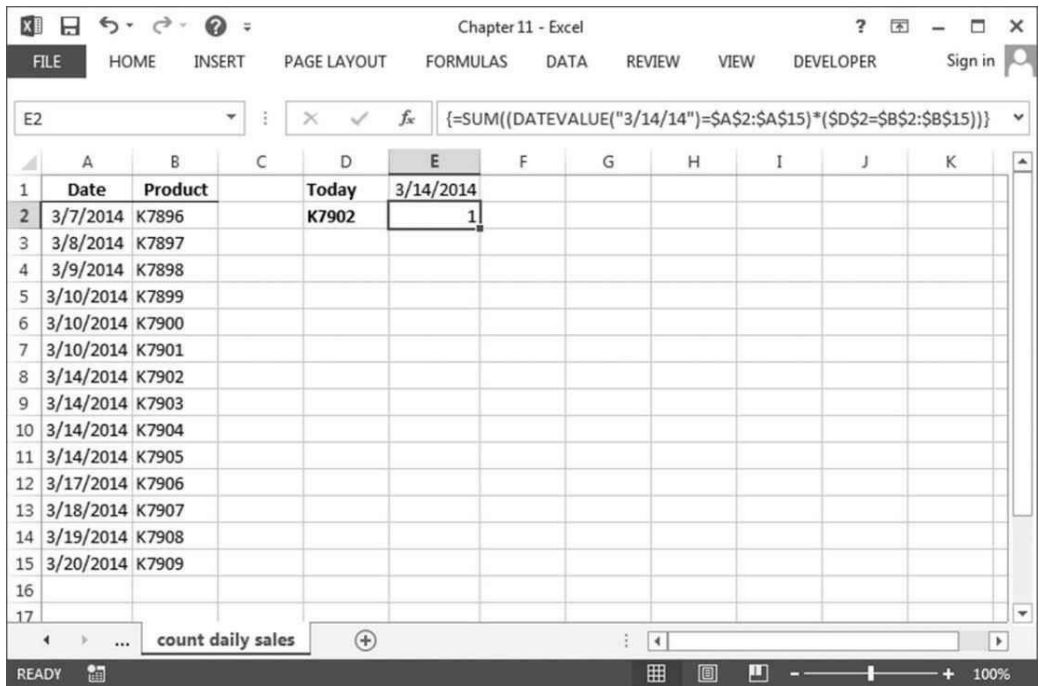 Chapter 11 - Excel
FILE HOME INSERT PAGE LAYOUT FORMULAS DATA REVIEW VIEW DEVELOPER Sign in
E2 fx {=SUM((DATEVALUE("3/14/14")=$A$2:$A$15)*($D$2=$B$2:$B$15))}
A B C D E F G H I J K
1 Date Product Today 3/14/2014
2 3/7/2014 K7896 K7902 1
3 3/8/2014 K7897
4 3/9/2014 K7898
5 3/10/2014 K7899
6 3/10/2014 K7900
7 3/10/2014 K7901
8 3/14/2014 K7902
9 3/14/2014 K7903
10 3/14/2014 K7904
11 3/14/2014 K7905
12 3/17/2014 K7906
13 3/18/2014 K7907
14 3/19/2014 K7908
15 3/20/2014 K7909
16
17
... count daily sales
READY 100%